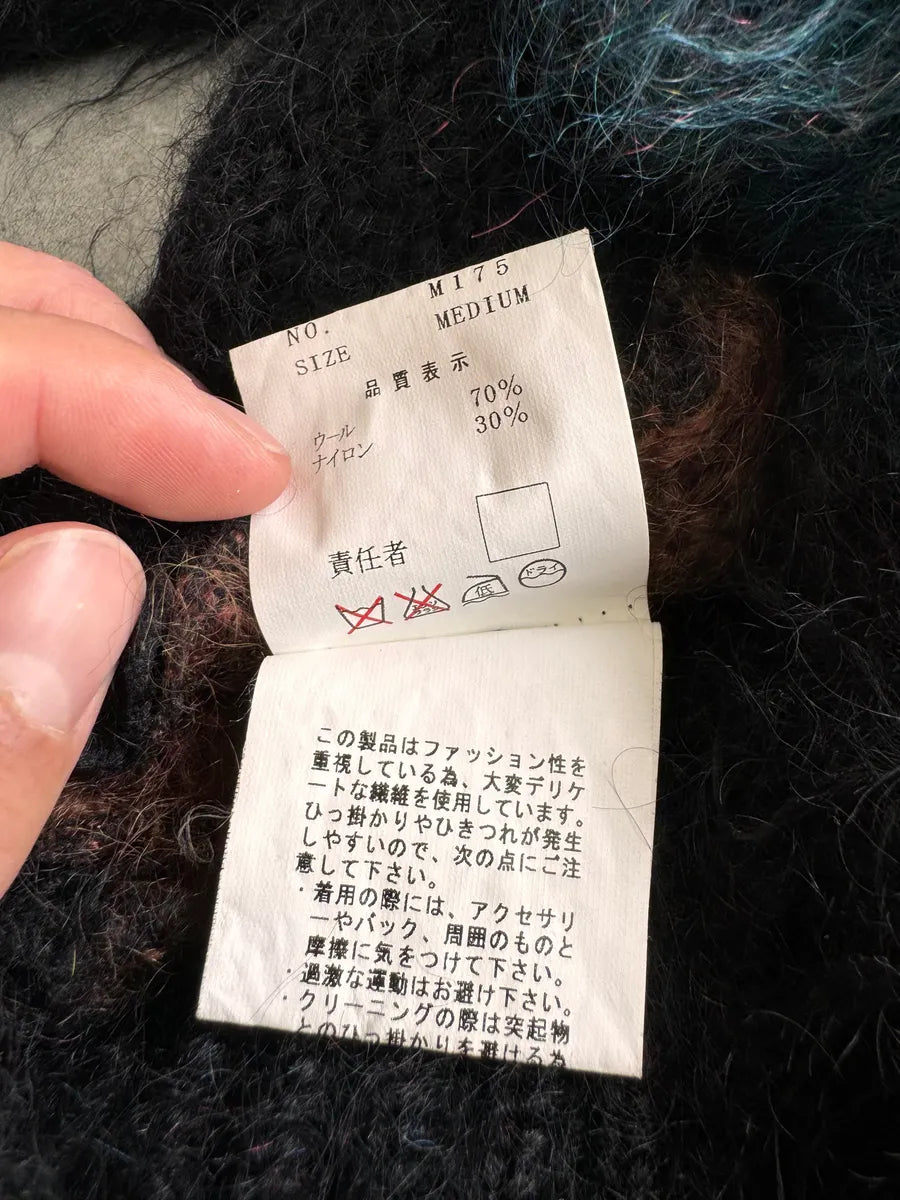 NO. M175
SIZE MEDIUM
品質表示
ウール 70%
ナイロン 30%
責任者
低 ドライ
この製品はファッション性を
重視している為、大変デリケ
ートな繊維を使用しています。
ひっ掛かりやひきつれが発生
しやすいので、次の点にご注
意して下さい。
・着用の際には、アクセサリ
ーやバック、周囲のものと
摩擦に気をつけて下さい。
・過激な運動はお避け下さい。
・クリーニングの際は突起物
とのひっ掛かりを避ける為